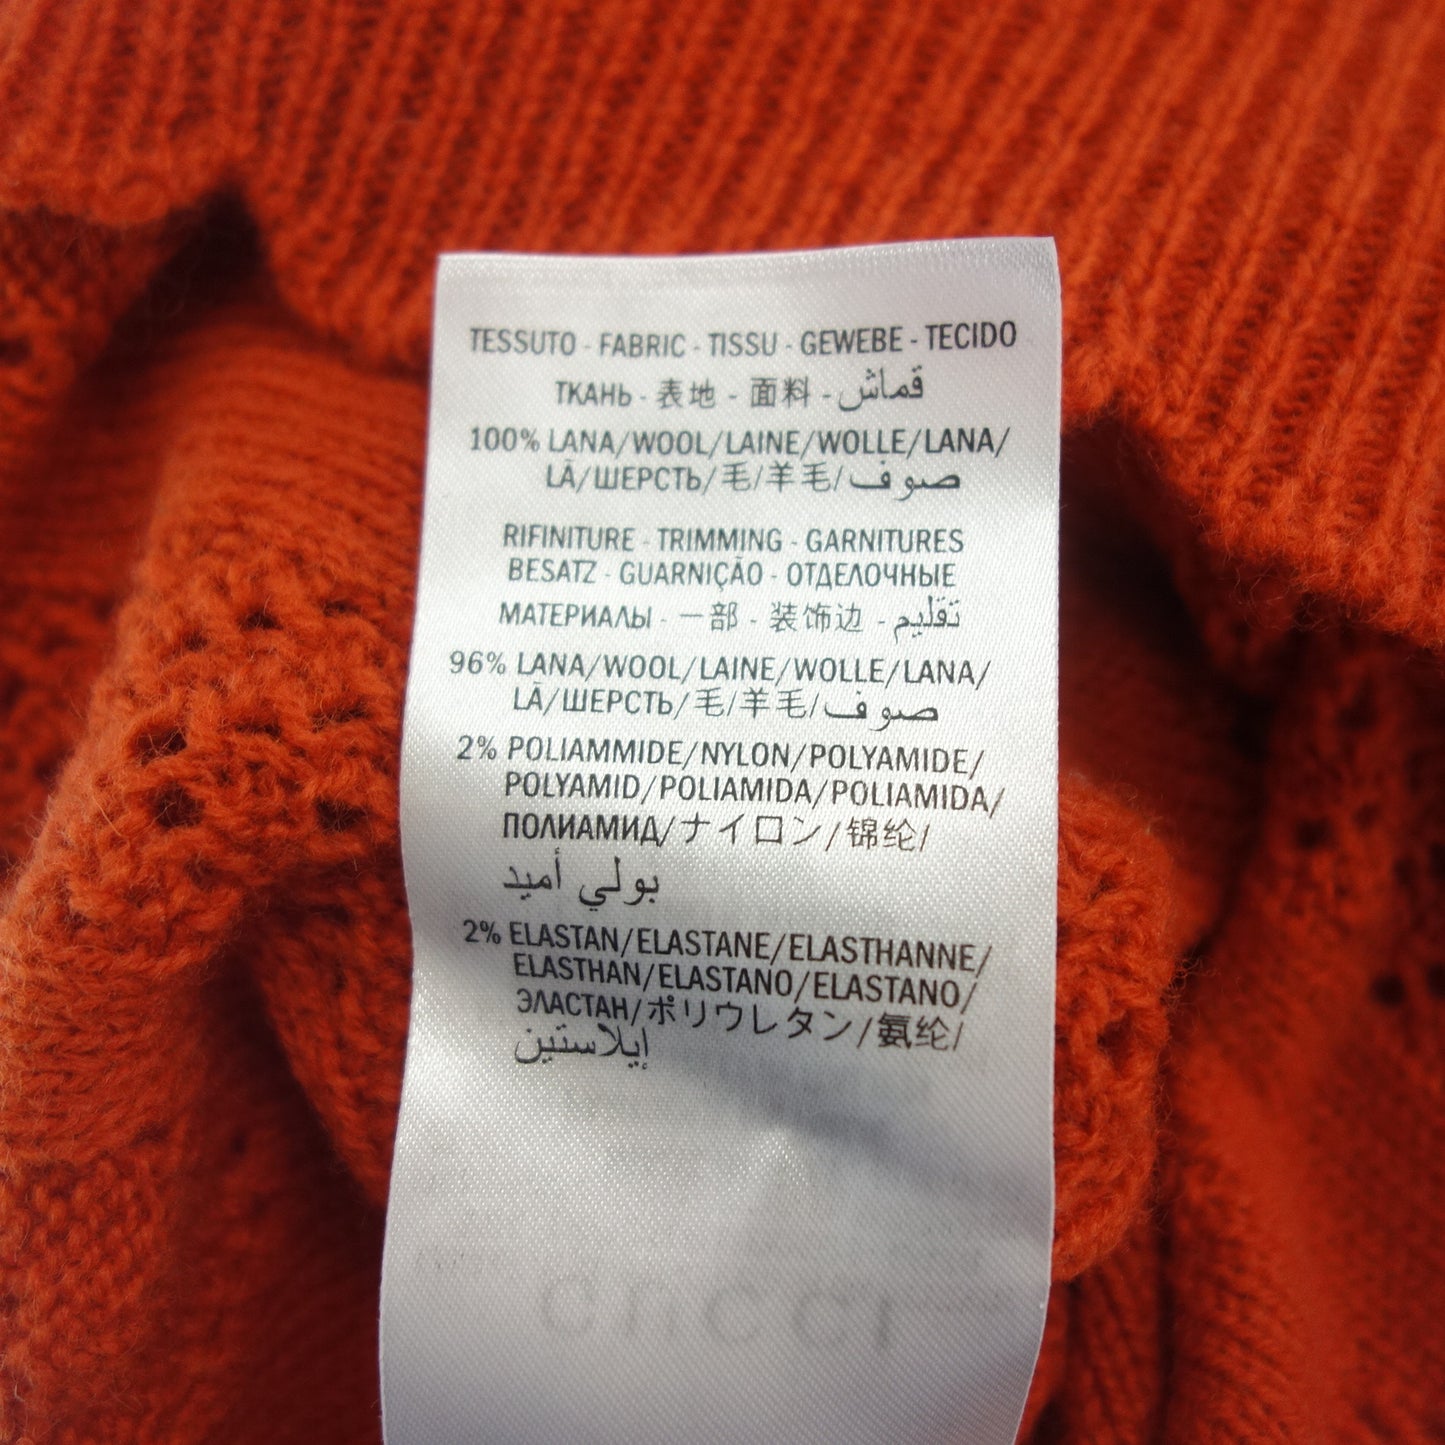 TESSUTO - FABRIC - TISSU - GEWEBE - TECIDO
ТКАНЬ - 表地 - 面料 - قماش
100% LANA/WOOL/LAINE/WOLLE/LANA/
LÃ/ШЕРСТЬ/毛/羊毛/صوف
RIFINITURE - TRIMMING - GARNITURES
BESATZ - GUARNIÇÃO - ОТДЕЛОЧНЫЕ
МАТЕРИАЛЫ - 一部 - 装饰边 - تقليم
96% LANA/WOOL/LAINE/WOLLE/LANA/
LÃ/ШЕРСТЬ/毛/羊毛/صوف
2% POLIAMMIDE/NYLON/POLYAMIDE/
POLYAMID/POLIAMIDA/POLIAMIDA/
ПОЛИАМИД/ナイロン/锦纶/
بولي أميد
2% ELASTAN/ELASTANE/ELASTHANNE/
ELASTHAN/ELASTANO/ELASTANO/
ЭЛАСТАН/ポリウレタン/氨纶/
إيلاستين